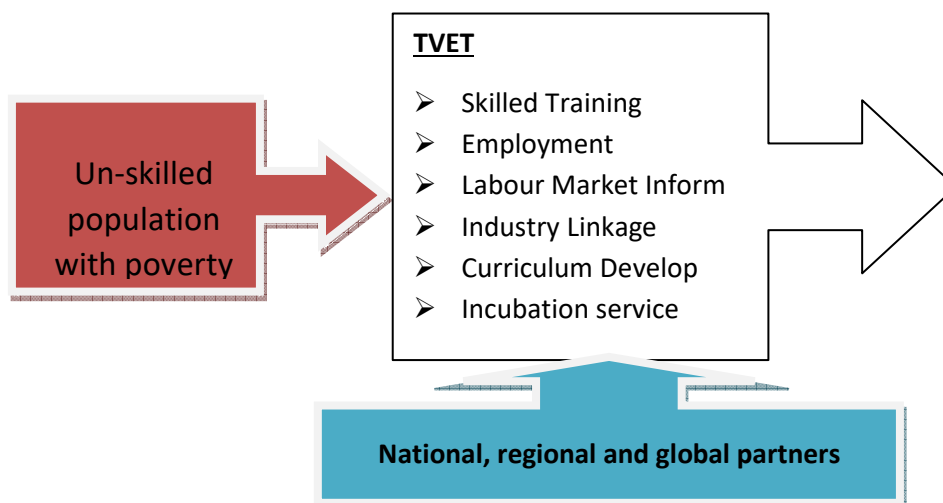 Un-skilled
population
with poverty
TVET
➢ Skilled Training
➢ Employment
➢ Labour Market Inform
➢ Industry Linkage
➢ Curriculum Develop
➢ Incubation service
National, regional and global partners